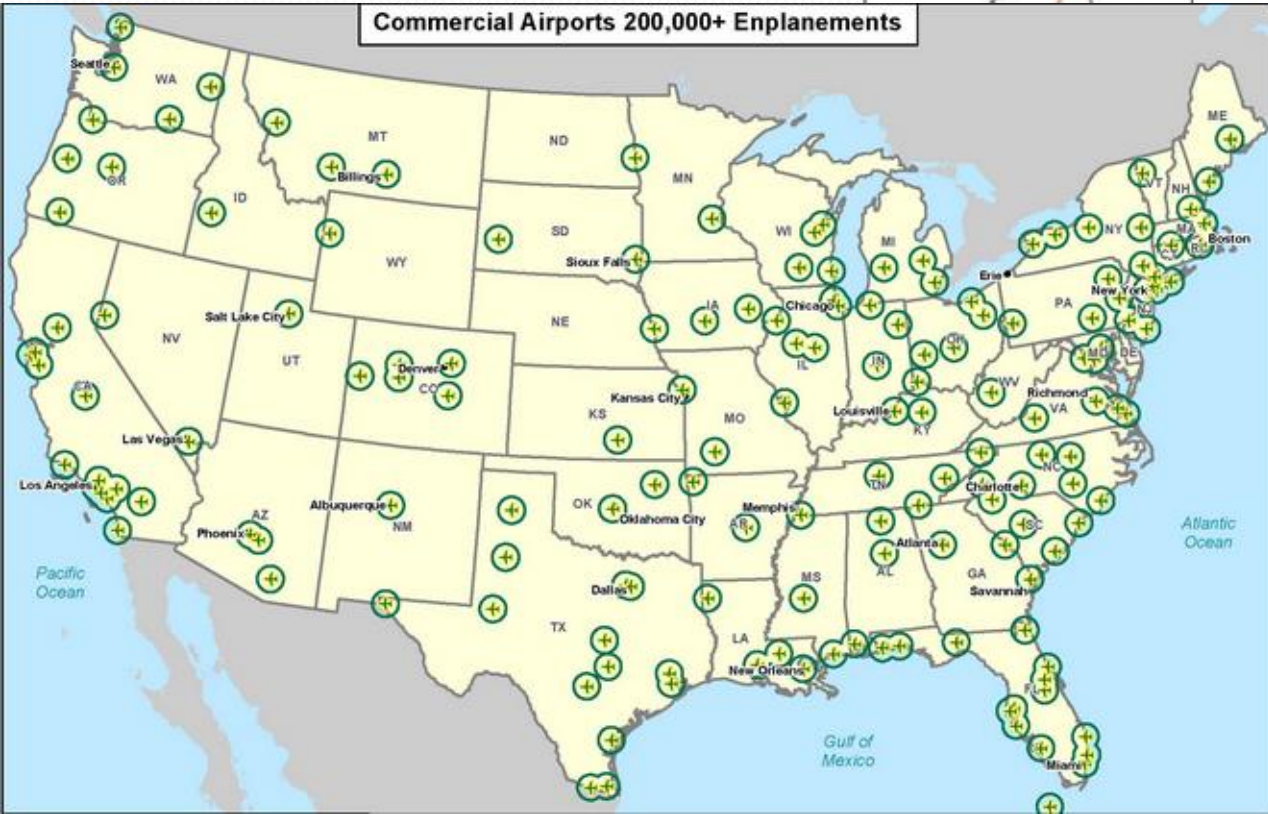 Commercial Airports 200,000+ Enplanements
Seattle
WA
ME
MT
ND
Billings
OR
MN
VT
NH
ID
SD
WI
MI
NY
MA
Boston
RI
CT
WY
Sioux Falls
Erie
New York
Salt Lake City
IA
Chicago
PA
NJ
NV
NE
UT
Denver
CO
IL
IN
OH
MD
DE
CA
Kansas City
WV
Richmond
KS
MO
Louisville
KY
VA
Las Vegas
Los Angeles
Albuquerque
OK
Oklahoma City
TN
NC
Charlotte
Memphis
AZ
NM
AR
SC
Phoenix
Atlanta
Atlantic
Ocean
Pacific
Ocean
MS
AL
GA
Dallas
Savannah
TX
LA
New Orleans
FL
Gulf of
Mexico
Miami